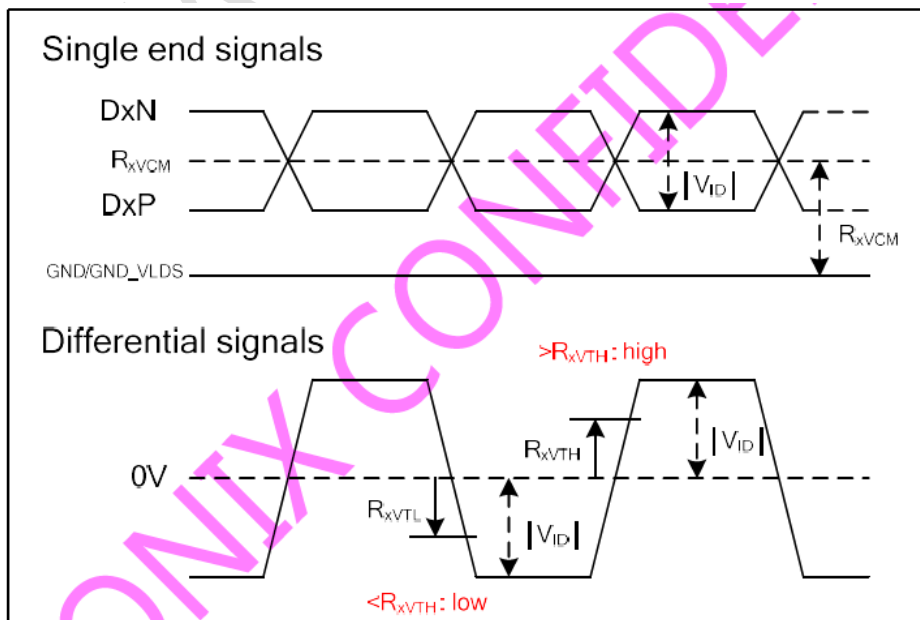 Single end signals
DxN
RxVCM
DxP
|VID|
RxVCM
GND/GND_VLDS
Differential signals
>RxVTH: high
0V
RxVTH
|VID|
RxVTL
|VID|
<RxVTH: low
ONIX CONFIDE